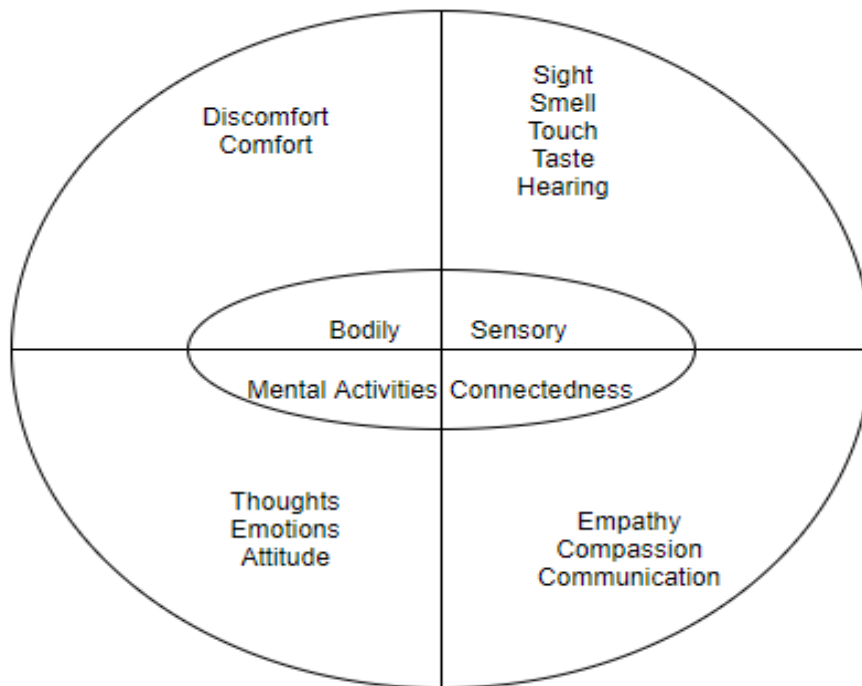 Discomfort
Comfort
Sight
Smell
Touch
Taste
Hearing
Bodily
Sensory
Mental Activities
Connectedness
Thoughts
Emotions
Attitude
Empathy
Compassion
Communication